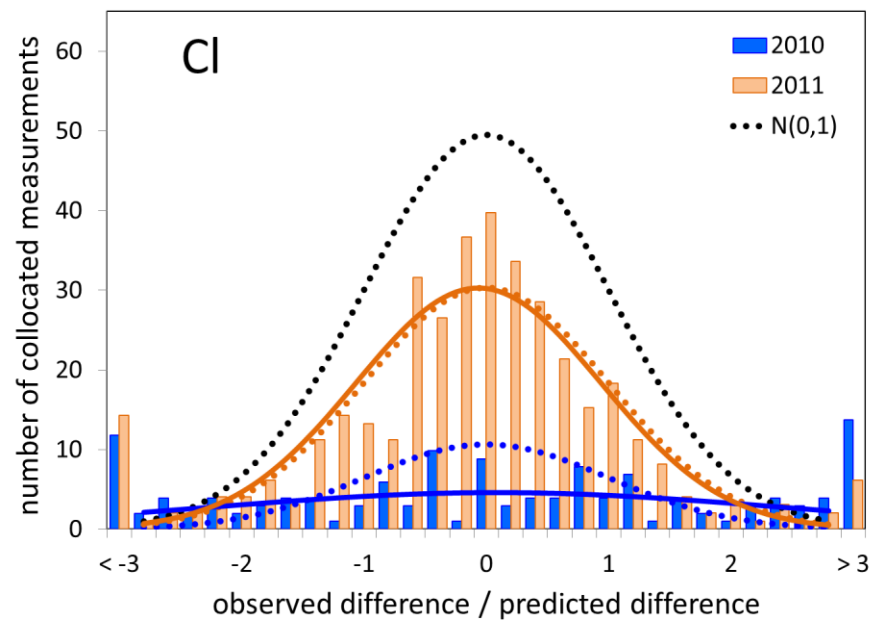 Cl
2010
2011
N(0,1)
number of collocated measurements
60
50
40
30
20
10
0
< -3 -2 -1 0 1 2 > 3
observed difference / predicted difference